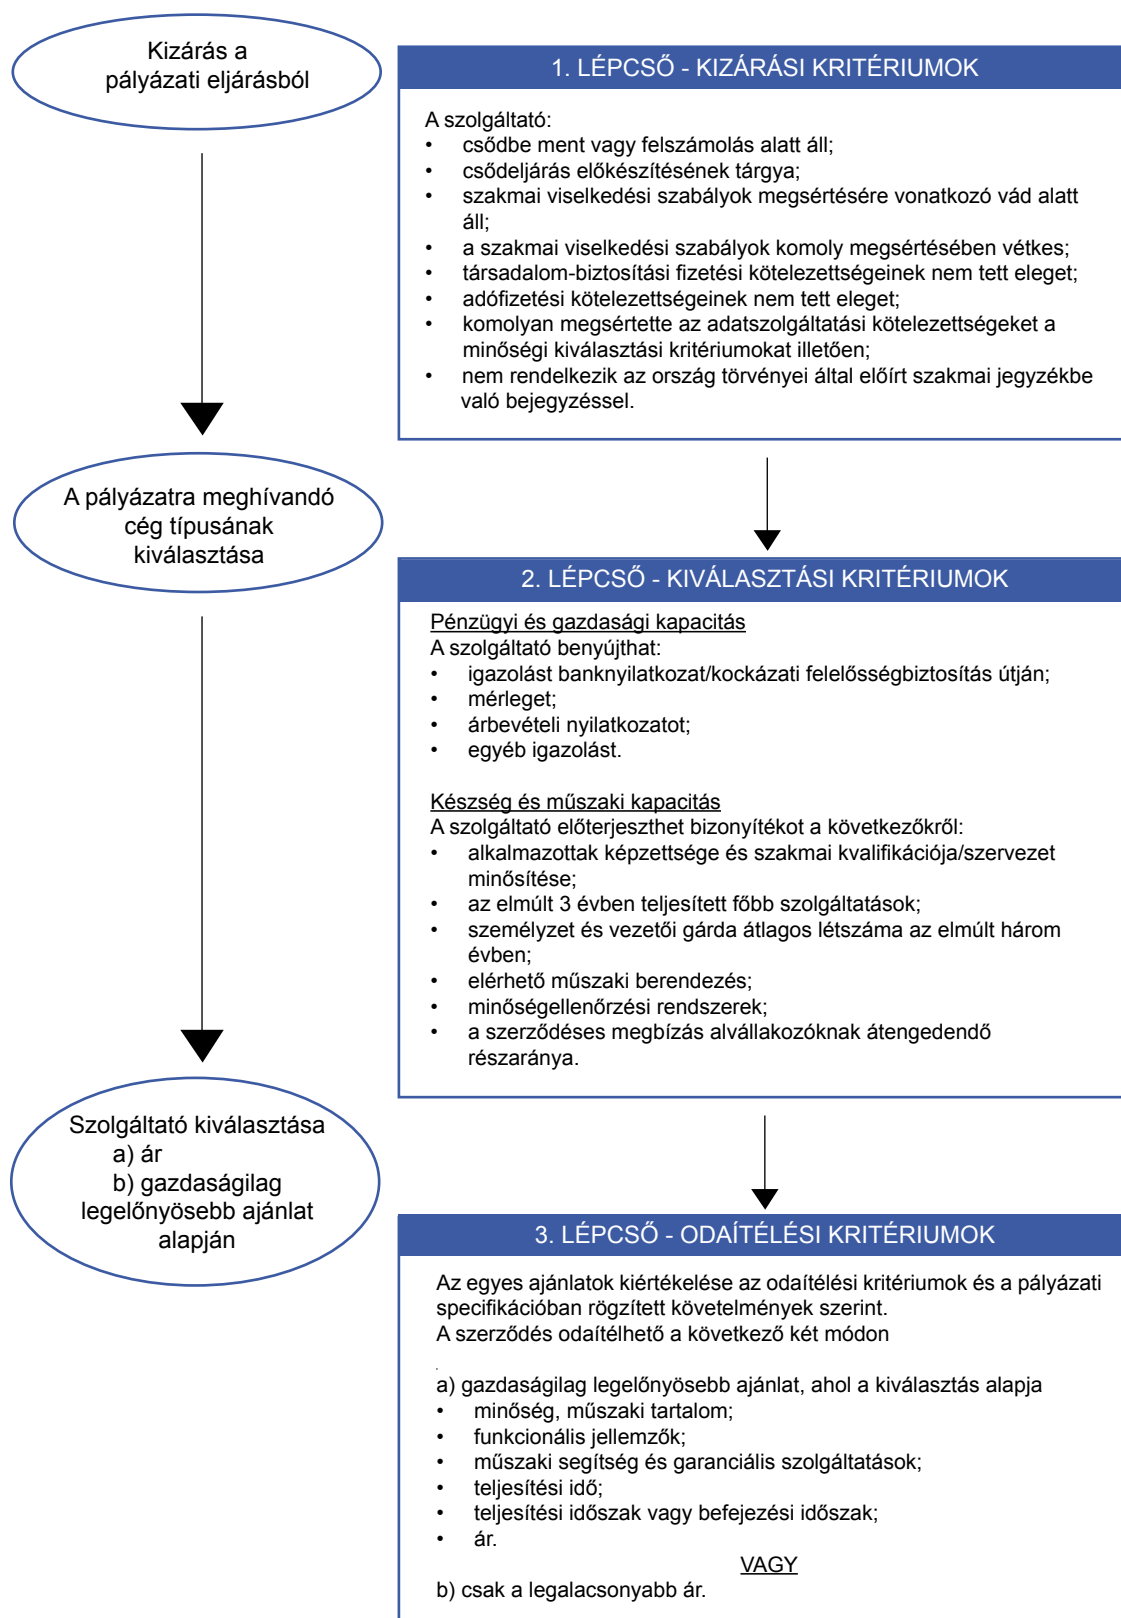 Kizárás a
pályázati eljárásból
1. LÉPCSŐ - KIZÁRÁSI KRITÉRIUMOK
A szolgáltató:
• csődbe ment vagy felszámolás alatt áll;
• csődeljárás előkészítésének tárgya;
• szakmai viselkedési szabályok megsértésére vonatkozó vád alatt
áll;
• a szakmai viselkedési szabályok komoly megsértésében vétkes;
• társadalom-biztosítási fizetési kötelezettségeinek nem tett eleget;
• adófizetési kötelezettségeinek nem tett eleget;
• komolyan megsértette az adatszolgáltatási kötelezettségeket a
minőségi kiválasztási kritériumokat illetően;
• nem rendelkezik az ország törvényei által előírt szakmai jegyzékbe
való bejegyzéssel.
A pályázatra meghívandó
cég típusának
kiválasztása
2. LÉPCSŐ - KIVÁLASZTÁSI KRITÉRIUMOK
Pénzügyi és gazdasági kapacitás
A szolgáltató benyújthat:
• igazolást banknyilatkozat/kockázati felelősségbiztosítás útján;
• mérleget;
• árbevételi nyilatkozatot;
• egyéb igazolást.
Készség és műszaki kapacitás
A szolgáltató előterjeszthet bizonyítékot a következőkről:
• alkalmazottak képzettsége és szakmai kvalifikációja/szervezet
minősítése;
• az elmúlt 3 évben teljesített főbb szolgáltatások;
• személyzet és vezetői gárda átlagos létszáma az elmúlt három
évben;
• elérhető műszaki berendezés;
• minőségellenőrzési rendszerek;
• a szerződéses megbízás alvállakozóknak átengedendő
részaránya.
Szolgáltató kiválasztása
a) ár
b) gazdaságilag
legelőnyösebb ajánlat
alapján
3. LÉPCSŐ - ODAÍTÉLÉSI KRITÉRIUMOK
Az egyes ajánlatok kiértékelése az odaítélési kritériumok és a pályázati
specifikációban rögzített követelmények szerint.
A szerződés odaítélhető a következő két módon
.
a) gazdaságilag legelőnyösebb ajánlat, ahol a kiválasztás alapja
• minőség, műszaki tartalom;
• funkcionális jellemzők;
• műszaki segítség és garanciális szolgáltatások;
• teljesítési idő;
• teljesítési időszak vagy befejezési időszak;
• ár.
VAGY
b) csak a legalacsonyabb ár.